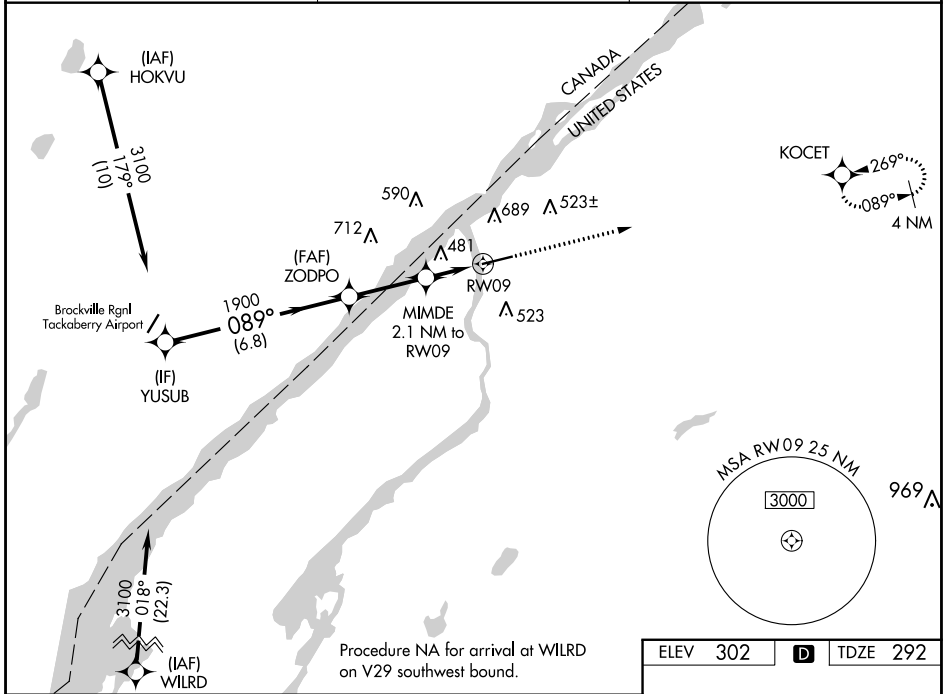 (IAF)
HOKVU
3100
179°
(10)
CANADA
UNITED STATES
KOCET
269°
089°
4 NM
590
689
523±
712
481
(FAF)
ZODPO
RW09
1900
089°
(6.8)
Brockville Rgnl
Tackaberry Airport
MIMDE
2.1 NM to
RW09
523
(IF)
YUSUB
MSA RW09 25 NM
3000
969
3100
018°
(22.3)
(IAF)
WILRD
Procedure NA for arrival at WILRD
on V29 southwest bound.
ELEV 302 D TDZE 292